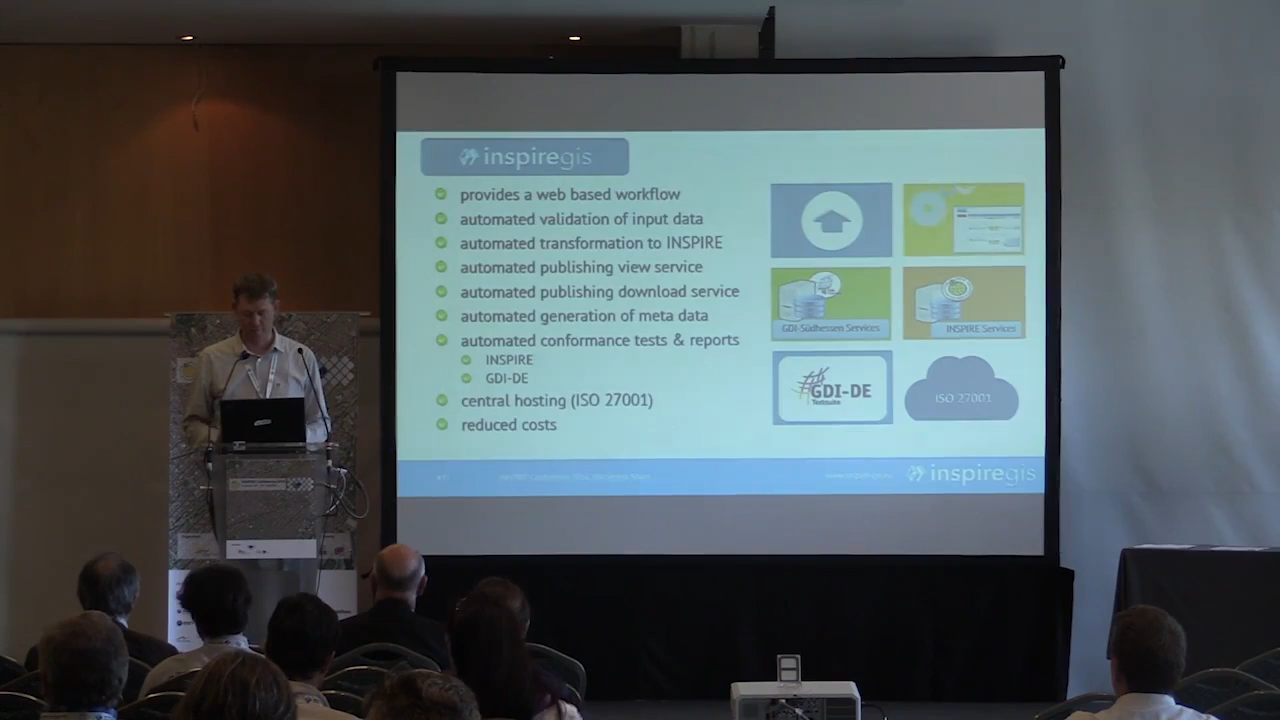 inspiregis
provides a web based workflow
automated validation of input data
automated transformation to INSPIRE
automated publishing view service
automated publishing download service
automated generation of meta data
automated conformance tests & reports
INSPIRE
GDI-DE
central hosting (ISO 27001)
reduced costs
GDI-Südhessen Services
INSPIRE Services
GDI-DE
Testsuite
ISO 27001
inspiregis